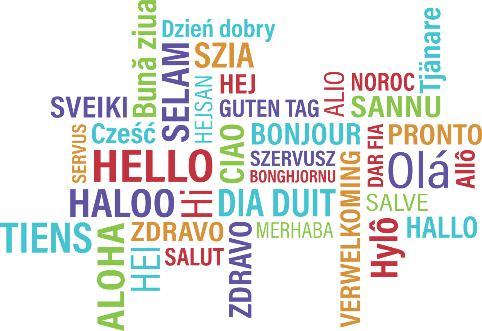 Bună ziua
Dzień dobry
Tjänare
SELAM
SZIA
HEJSAN
HEJ
ALIO
NOROC
SVEIKI
GUTEN TAG
SANNU
SERVUS
Cześć
CIAO
BONJOUR
DAR FIA
PRONTO
HELLO
SZERVUSZ
BONGHJORNU
VERWELKOMING
Olá
Allô
HALOO
Hi
DIA DUIT
SALVE
TIENS
ALOHA
ZDRAVO
ZDRAVO
MERHABA
Hylô
HALLO
HEI
SALUT